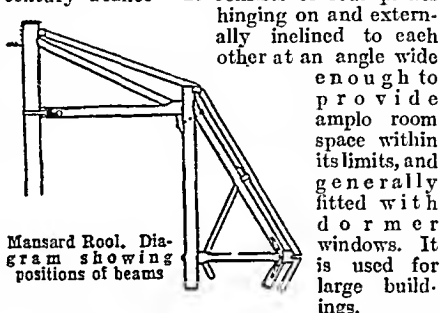 hinging on and extern-
ally inclined to each
other at an angle wide
enough to
provide
amplo room
space within
its limits, and
generally
fitted with
dormer
windows. It
is used for
large build-
ings.
Mansard Rool. Dia-
gram showing
positions of beams